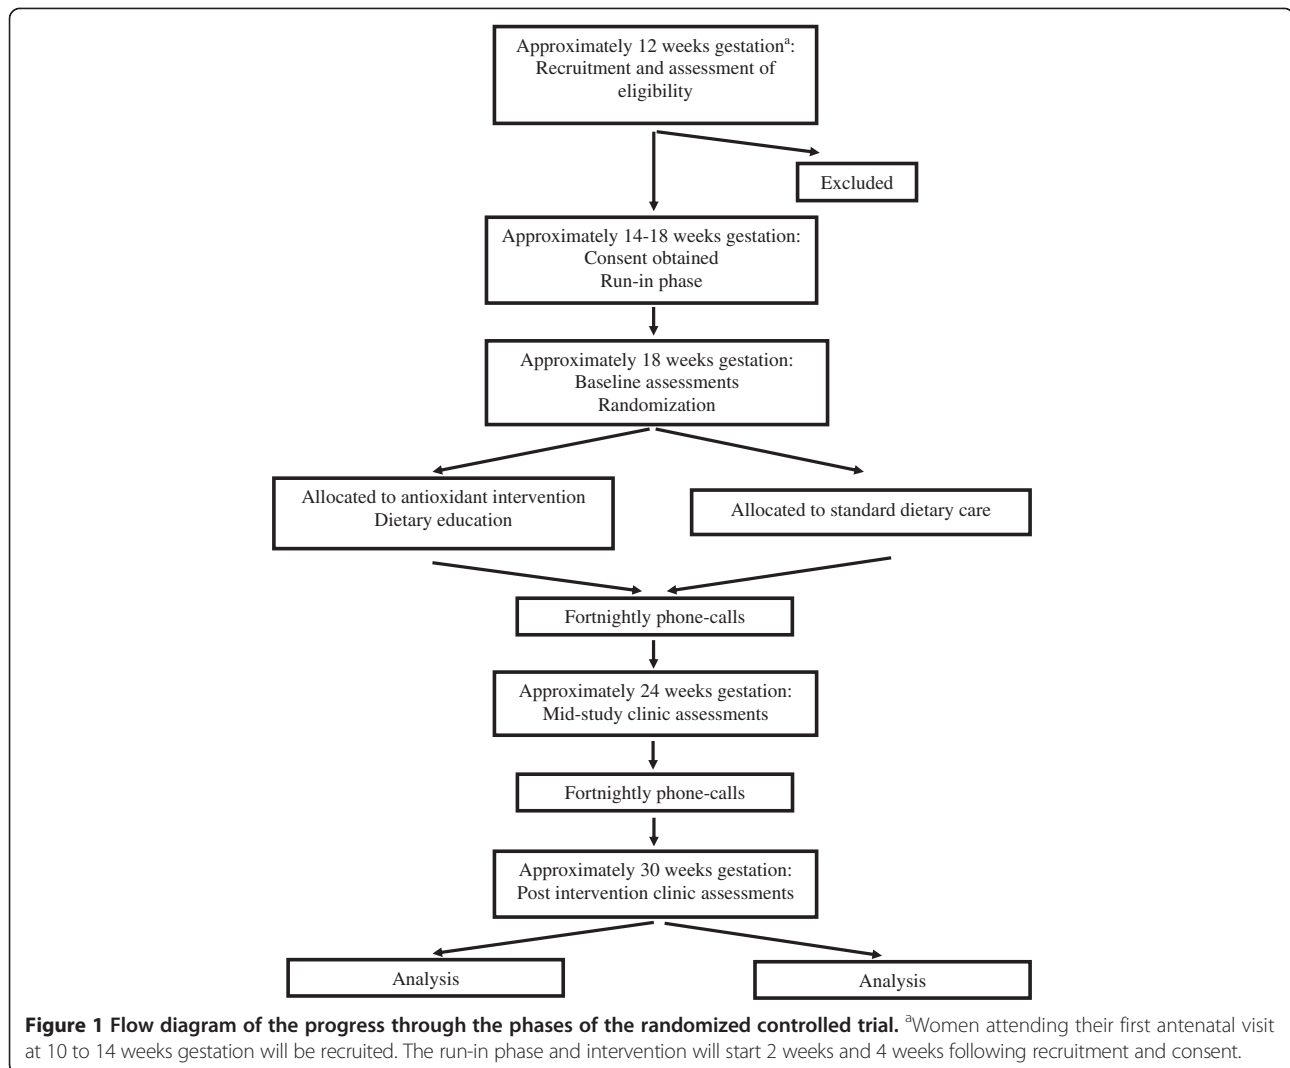 Approximately 12 weeks gestationᵃ:
Recruitment and assessment of
eligibility
Excluded
Approximately 14-18 weeks gestation:
Consent obtained
Run-in phase
Approximately 18 weeks gestation:
Baseline assessments
Randomization
Allocated to antioxidant intervention
Dietary education
Allocated to standard dietary care
Fortnightly phone-calls
Approximately 24 weeks gestation:
Mid-study clinic assessments
Fortnightly phone-calls
Approximately 30 weeks gestation:
Post intervention clinic assessments
Analysis
Analysis
Figure 1 Flow diagram of the progress through the phases of the randomized controlled trial. ᵃWomen attending their first antenatal visit
at 10 to 14 weeks gestation will be recruited. The run-in phase and intervention will start 2 weeks and 4 weeks following recruitment and consent.